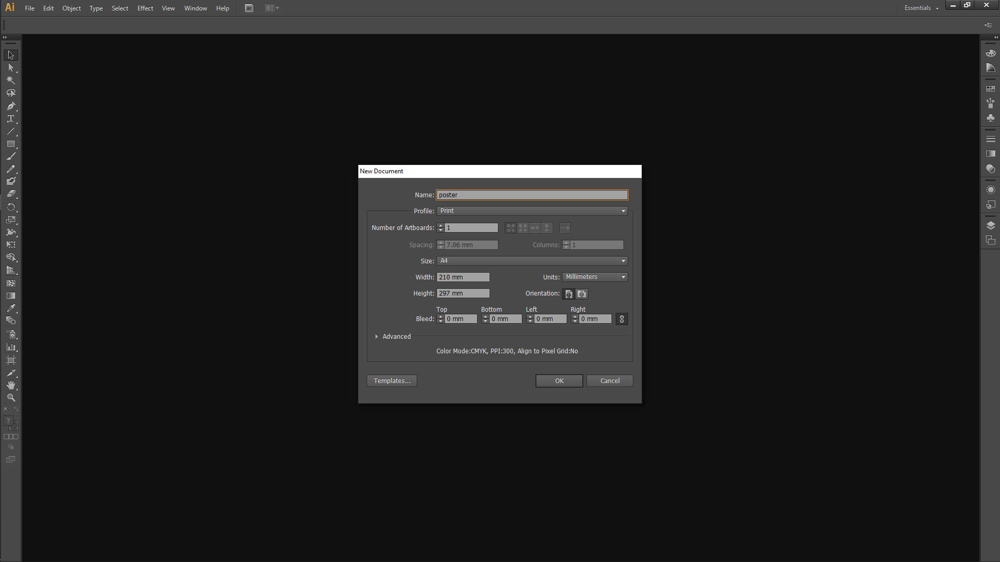 Ai File Edit Object Type Select Effect View Window Help Br Essentials
New Document
Name: poster
Profile: Print
Number of Artboards: 1
Spacing: 7.06 mm Columns: 1
Size: A4
Width: 210 mm Units: Millimeters
Height: 297 mm Orientation:
Top Bottom Left Right
Bleed: 0 mm 0 mm 0 mm 0 mm
Advanced
Color Mode:CMYK, PPI:300, Align to Pixel Grid:No
Templates... OK Cancel
?